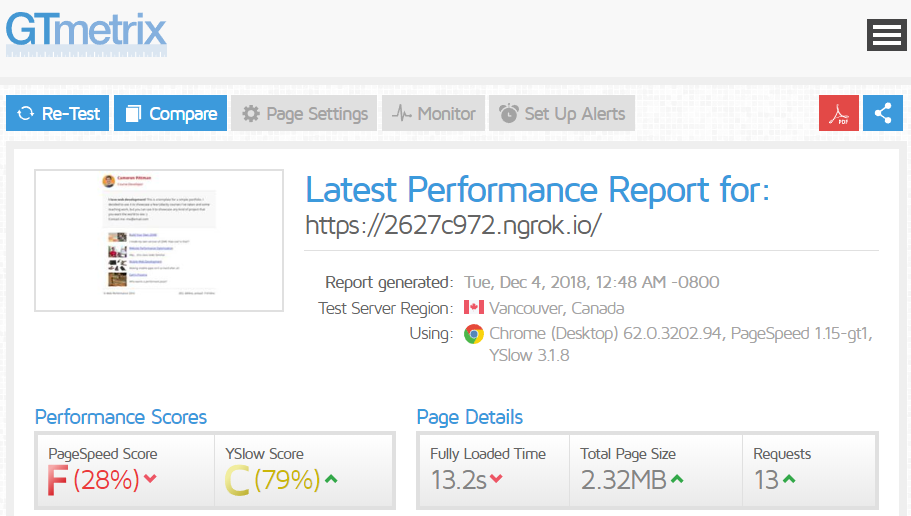 GTmetrix
Re-Test Compare Page Settings Monitor Set Up Alerts PDF
Cameron Pittman
Latest Performance Report for:
https://2627c972.ngrok.io/
Report generated: Tue, Dec 4, 2018, 12:48 AM -0800
Test Server Region: Vancouver, Canada
Using: Chrome (Desktop) 62.0.3202.94, PageSpeed 1.15-gt1,
YSlow 3.1.8
Performance Scores
PageSpeed Score
F (28%)
YSlow Score
C (79%)
Page Details
Fully Loaded Time
13.2s
Total Page Size
2.32MB
Requests
13